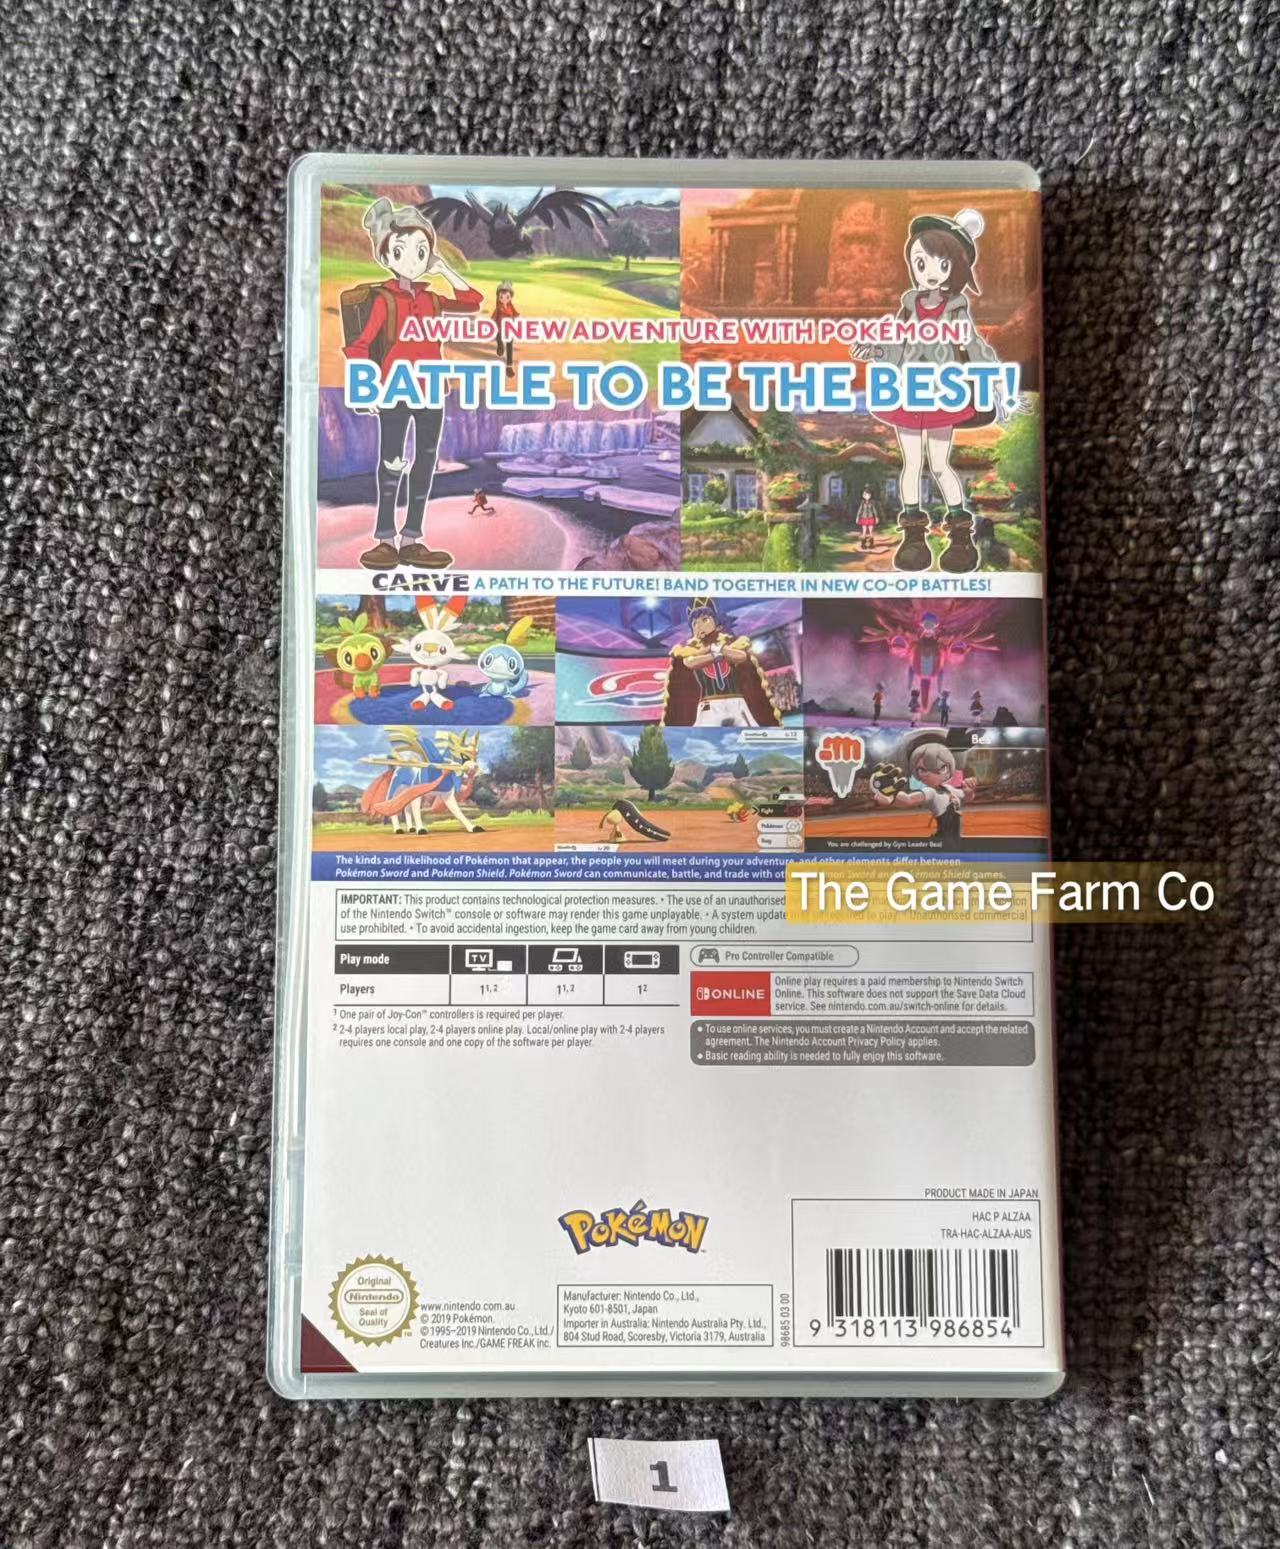 A WILD NEW ADVENTURE WITH POKÉMON!
BATTLE TO BE THE BEST!
CARVE A PATH TO THE FUTURE! BAND TOGETHER IN NEW CO-OP BATTLES!
Lv. 13
Fight
Pokémon
Bag
Lv. 20
Bea
You are challenged by Gym Leader Bea!
The kinds and likelihood of Pokémon that appear, the people you will meet during your adventure, and other elements differ between
Pokémon Sword and Pokémon Shield. Pokémon Sword can communicate, battle, and trade with Pokémon Sword and Pokémon Shield games.
The Game Farm Co
IMPORTANT: This product contains technological protection measures. • The use of an unauthorised
of the Nintendo Switch™ console or software may render this game unplayable. • A system update may be required to play. • Unauthorised commercial
use prohibited. • To avoid accidental ingestion, keep the game card away from young children.
Play mode TV
Players 1¹,² 1¹,² 1²
¹ One pair of Joy-Con™ controllers is required per player.
² 2-4 players local play, 2-4 players online play. Local/online play with 2-4 players
requires one console and one copy of the software per player.
Pro Controller Compatible
ONLINE
Online play requires a paid membership to Nintendo Switch
Online. This software does not support the Save Data Cloud
service. See nintendo.com.au/switch-online for details.
• To use online services, you must create a Nintendo Account and accept the related
agreement. The Nintendo Account Privacy Policy applies.
• Basic reading ability is needed to fully enjoy this software.
PRODUCT MADE IN JAPAN
HAC P ALZAA
TRA-HAC-ALZAA-AUS
9 318113 986854
98685 03 00
POKéMON
Original
Nintendo
Seal of
Quality
www.nintendo.com.au
© 2019 Pokémon.
© 1995–2019 Nintendo Co., Ltd./
Creatures Inc./GAME FREAK inc.
Manufacturer: Nintendo Co., Ltd.,
Kyoto 601-8501, Japan
Importer in Australia: Nintendo Australia Pty. Ltd.,
804 Stud Road, Scoresby, Victoria 3179, Australia
1